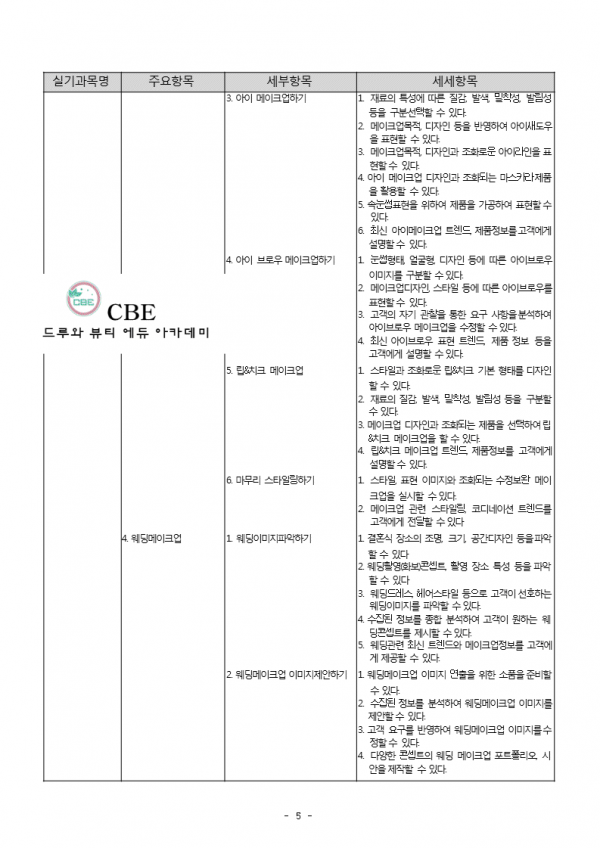 실기과목명 주요항목 세부항목 세세항목
3. 아이 메이크업하기 1. 재료의 특성에 따른 질감, 발색, 밀착성, 발림성
등을 구분선택할 수 있다.
2. 메이크업목적, 디자인 등을 반영하여 아이섀도우
을 표현할 수 있다.
3. 메이크업목적, 디자인과 조화로운 아이라인을 표
현할 수 있다.
4. 아이 메이크업 디자인과 조화되는 마스카라제품
을 활용할 수 있다.
5. 속눈썹표현을 위하여 제품을 가공하여 표현할 수
있다.
6. 최신 아이메이크업 트렌드, 제품정보를 고객에게
설명할 수 있다.
4. 아이 브로우 메이크업하기 1. 눈썹형태, 얼굴형, 디자인 등에 따른 아이브로우
이미지를 구분할 수 있다.
2. 메이크업디자인, 스타일 등에 따른 아이브로우를
표현할 수 있다.
3. 고객의 자기 관찰을 통한 요구 사항을 분석하여
아이브로우 메이크업을 수정할 수 있다.
4. 최신 아이브로우 표현 트렌드, 제품 정보 등을
고객에게 설명할 수 있다.
CBE CBE
드루와 뷰티 에듀 아카데미
5. 립&치크 메이크업 1. 스타일과 조화로운 립&치크 기본 형태를 디자인
할 수 있다.
2. 재료의 질감, 발색, 밀착성, 발림성 등을 구분할
수 있다.
3. 메이크업 디자인과 조화되는 제품을 선택하여 립
&치크 메이크업을 할 수 있다.
4. 립&치크 메이크업 트렌드, 제품정보를 고객에게
설명할 수 있다.
6. 마무리 스타일링하기 1. 스타일, 표현 이미지와 조화되는 수정보완 메이
크업을 실시할 수 있다.
2. 메이크업 관련 스타일링, 코디네이션 트렌드를
고객에게 전달할 수 있다
4. 웨딩메이크업 1. 웨딩이미지파악하기 1. 결혼식 장소의 조명, 크기, 공간디자인 등을 파악
할 수 있다
2. 웨딩촬영(화보)콘셉트, 촬영 장소 특성 등을 파악
할 수 있다.
3. 웨딩드레스, 헤어스타일 등으로 고객이 선호하는
웨딩이미지를 파악할 수 있다.
4. 수집된 정보를 종합 분석하여 고객이 원하는 웨
딩콘셉트를 제시할 수 있다.
5. 웨딩관련 최신 트렌드와 메이크업정보를 고객에
게 제공할 수 있다.
2. 웨딩메이크업 이미지제안하기 1. 웨딩메이크업 이미지 연출을 위한 소품을 준비할
수 있다.
2. 수집된 정보를 분석하여 웨딩메이크업 이미지를
제안할 수 있다.
3. 고객 요구를 반영하여 웨딩메이크업 이미지를 수
정할 수 있다.
4. 다양한 콘셉트의 웨딩 메이크업 포트폴리오, 시
안을 제작할 수 있다.
- 5 -